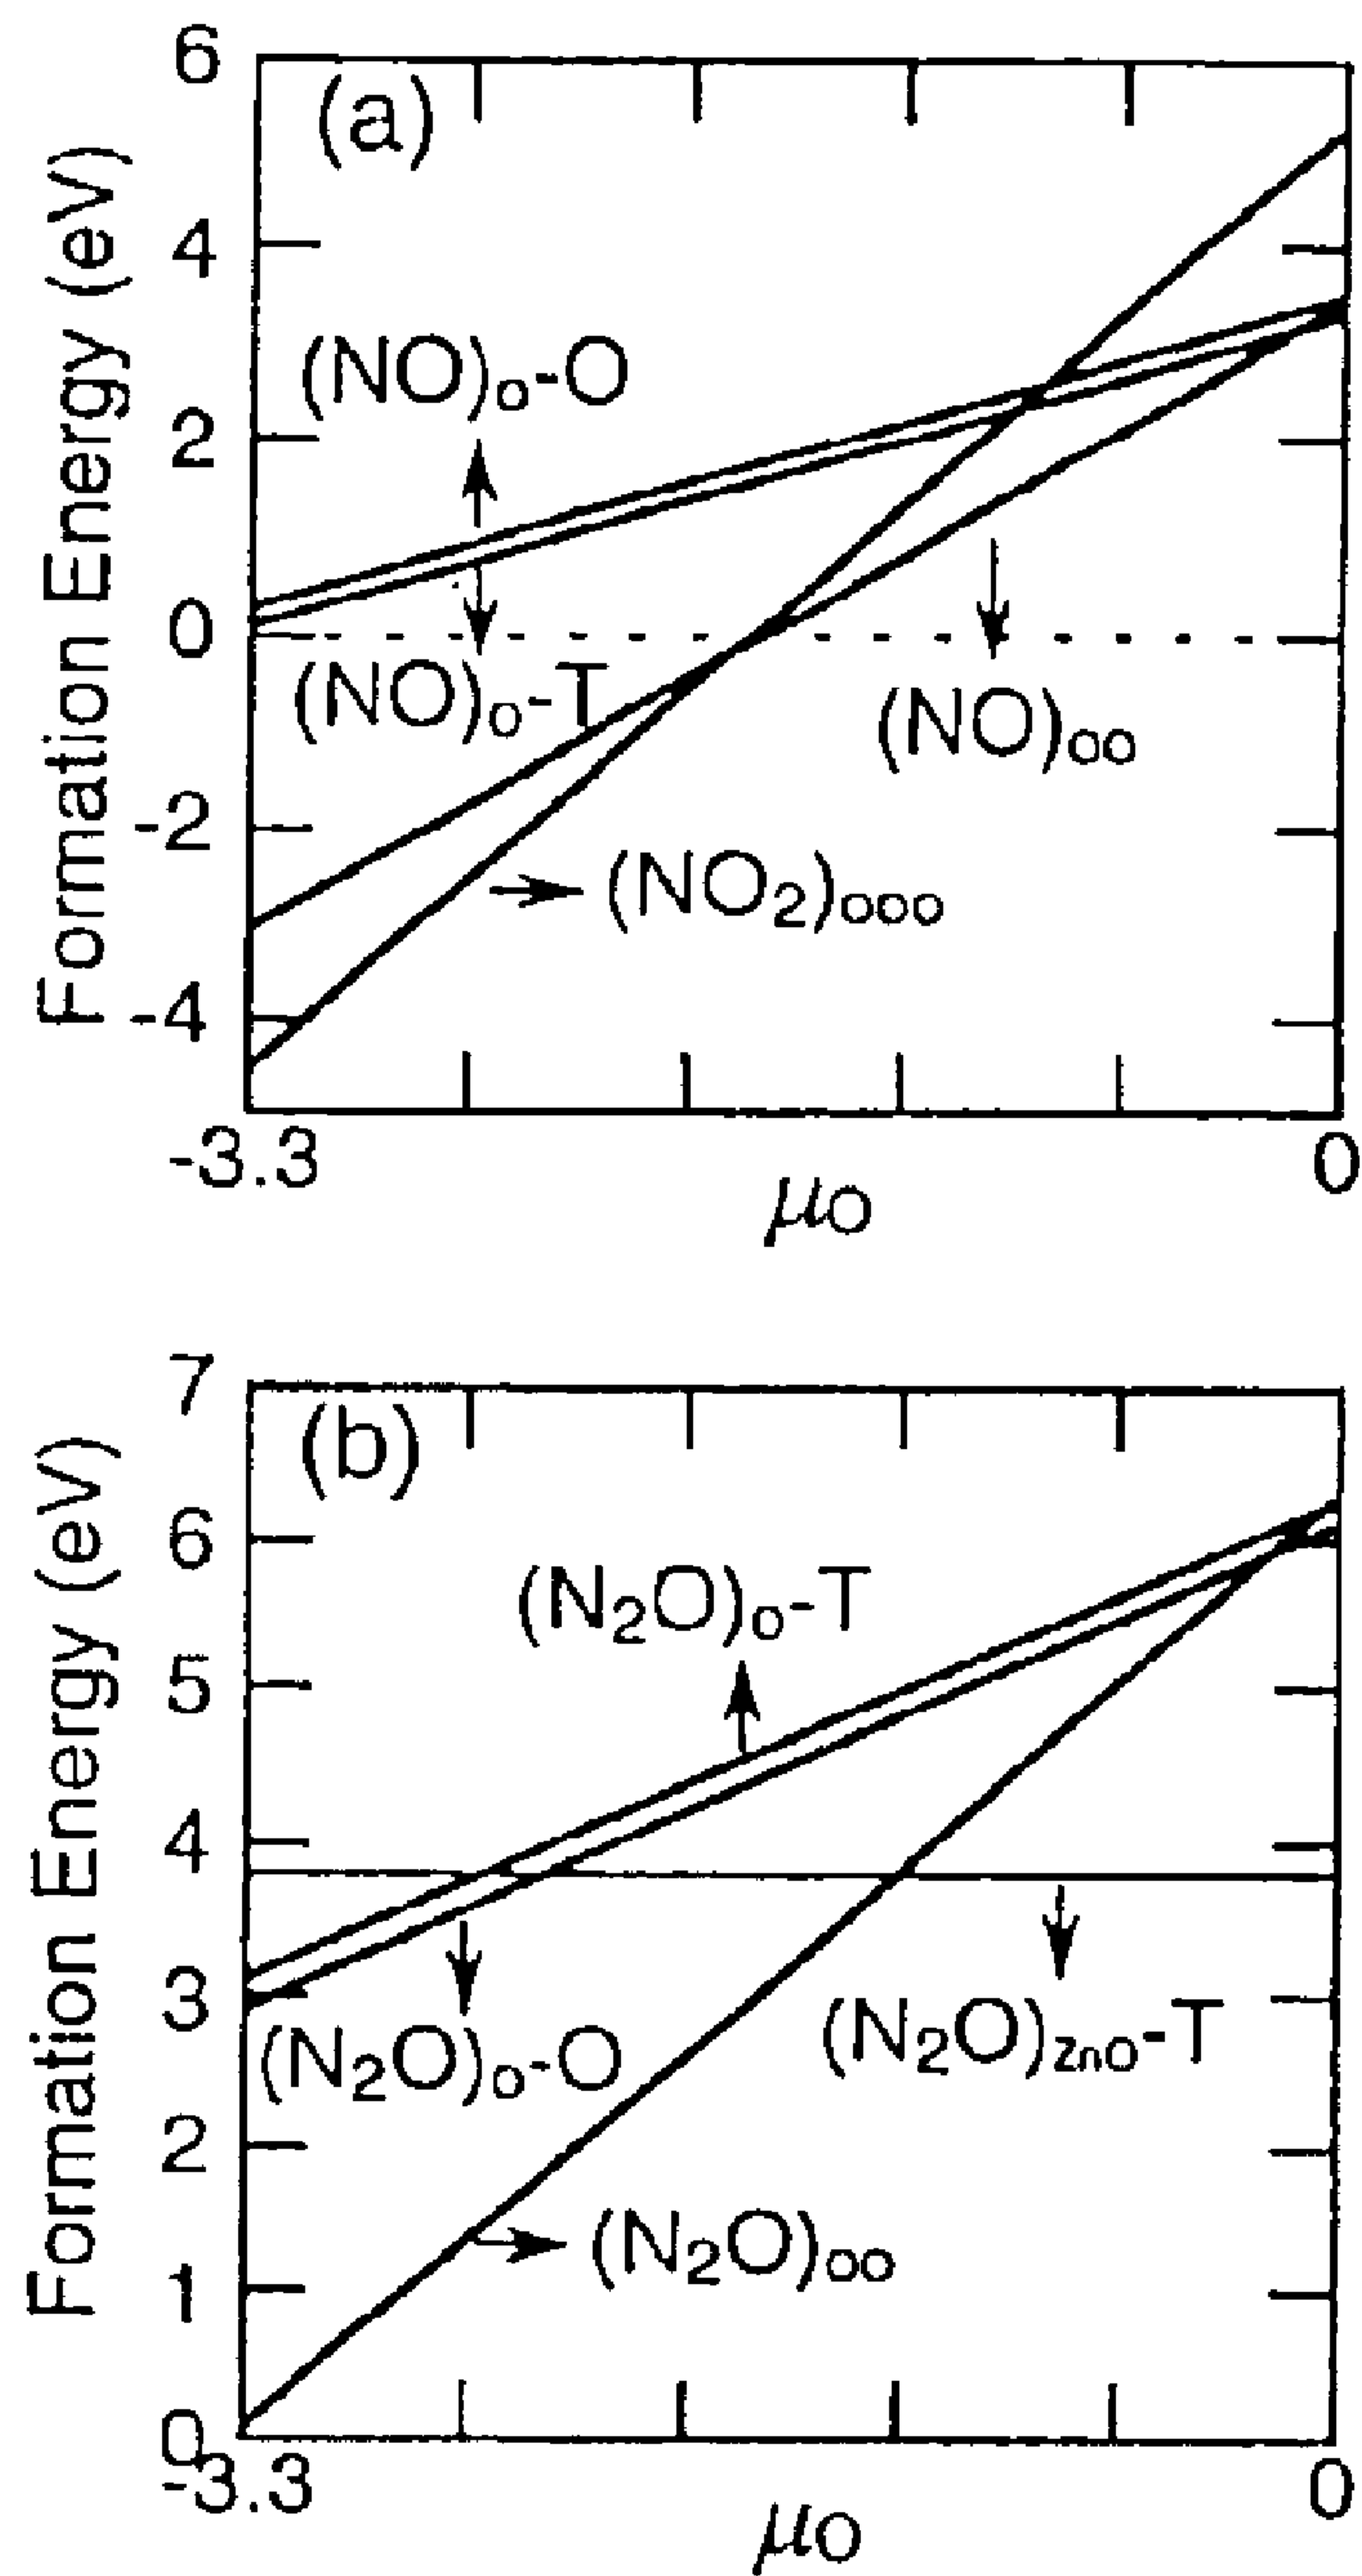 6
(a)
4
(NO)o-O
2
0
(NO)o-T
(NO)oo
-2
(NO2)ooo
-4
Formation Energy (eV)
-3.3
0
μo
7
(b)
6
(N2O)o-T
5
4
3
(N2O)o-O
(N2O)zno-T
2
(N2O)oo
1
0
Formation Energy (eV)
-3.3
0
μo